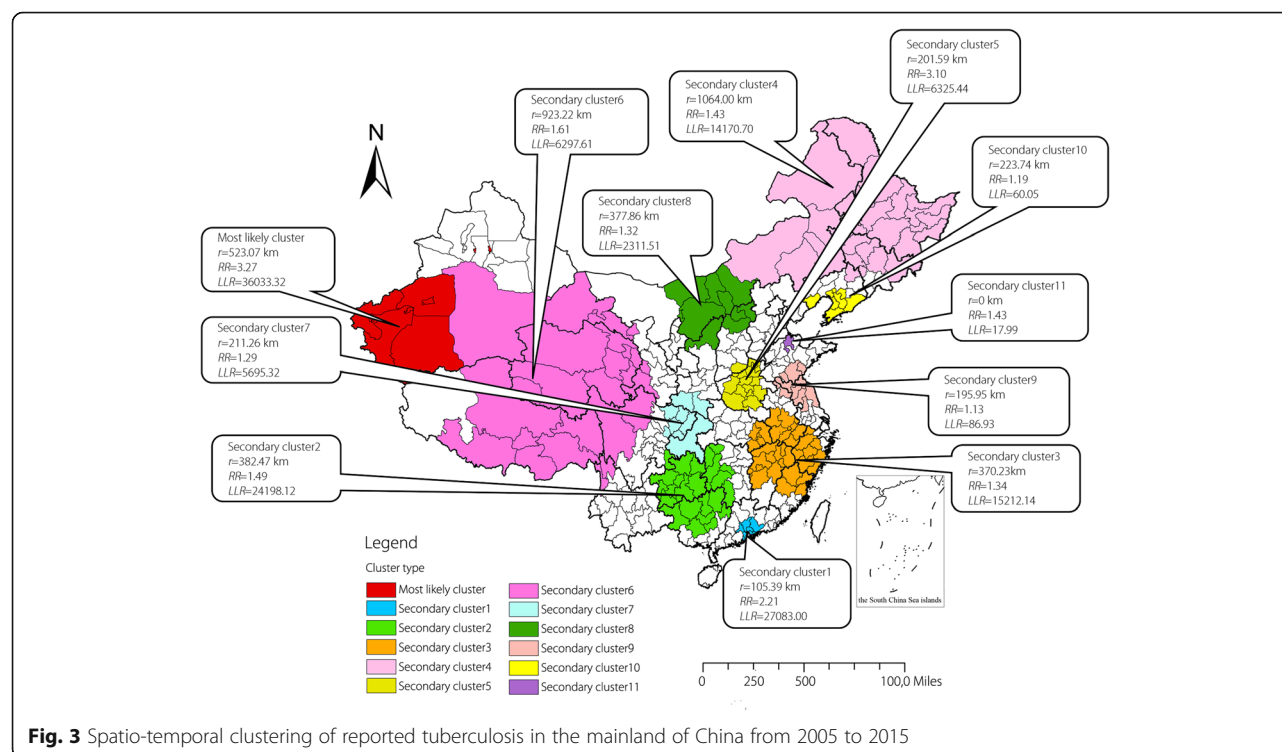 Secondary cluster5
r=201.59 km
RR=3.10
LLR=6325.44
Secondary cluster4
r=1064.00 km
RR=1.43
LLR=14170.70
Secondary cluster6
r=923.22 km
RR=1.61
LLR=6297.61
N
Secondary cluster10
r=223.74 km
RR=1.19
LLR=60.05
Secondary cluster8
r=377.86 km
RR=1.32
LLR=2311.51
Most likely cluster
r=523.07 km
RR=3.27
LLR=36033.32
Secondary cluster11
r=0 km
RR=1.43
LLR=17.99
Secondary cluster7
r=211.26 km
RR=1.29
LLR=5695.32
Secondary cluster9
r=195.95 km
RR=1.13
LLR=86.93
Secondary cluster2
r=382.47 km
RR=1.49
LLR=24198.12
Secondary cluster3
r=370.23km
RR=1.34
LLR=15212.14
the South China Sea islands
Secondary cluster1
r=105.39 km
RR=2.21
LLR=27083.00
Legend
Cluster type
Most likely cluster
Secondary cluster1
Secondary cluster2
Secondary cluster3
Secondary cluster4
Secondary cluster5
Secondary cluster6
Secondary cluster7
Secondary cluster8
Secondary cluster9
Secondary cluster10
Secondary cluster11
0 250 500 100,0 Miles
Fig. 3 Spatio-temporal clustering of reported tuberculosis in the mainland of China from 2005 to 2015